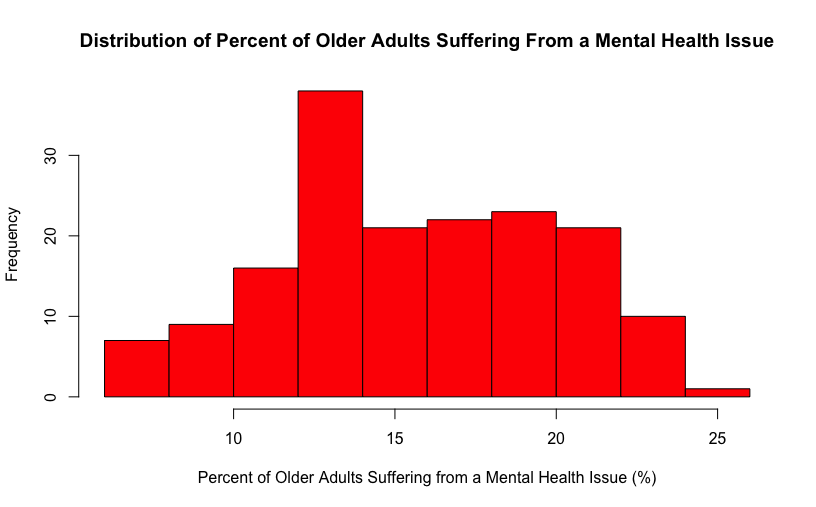 Distribution of Percent of Older Adults Suffering From a Mental Health Issue
Frequency
30
20
10
0
10 15 20 25
Percent of Older Adults Suffering from a Mental Health Issue (%)